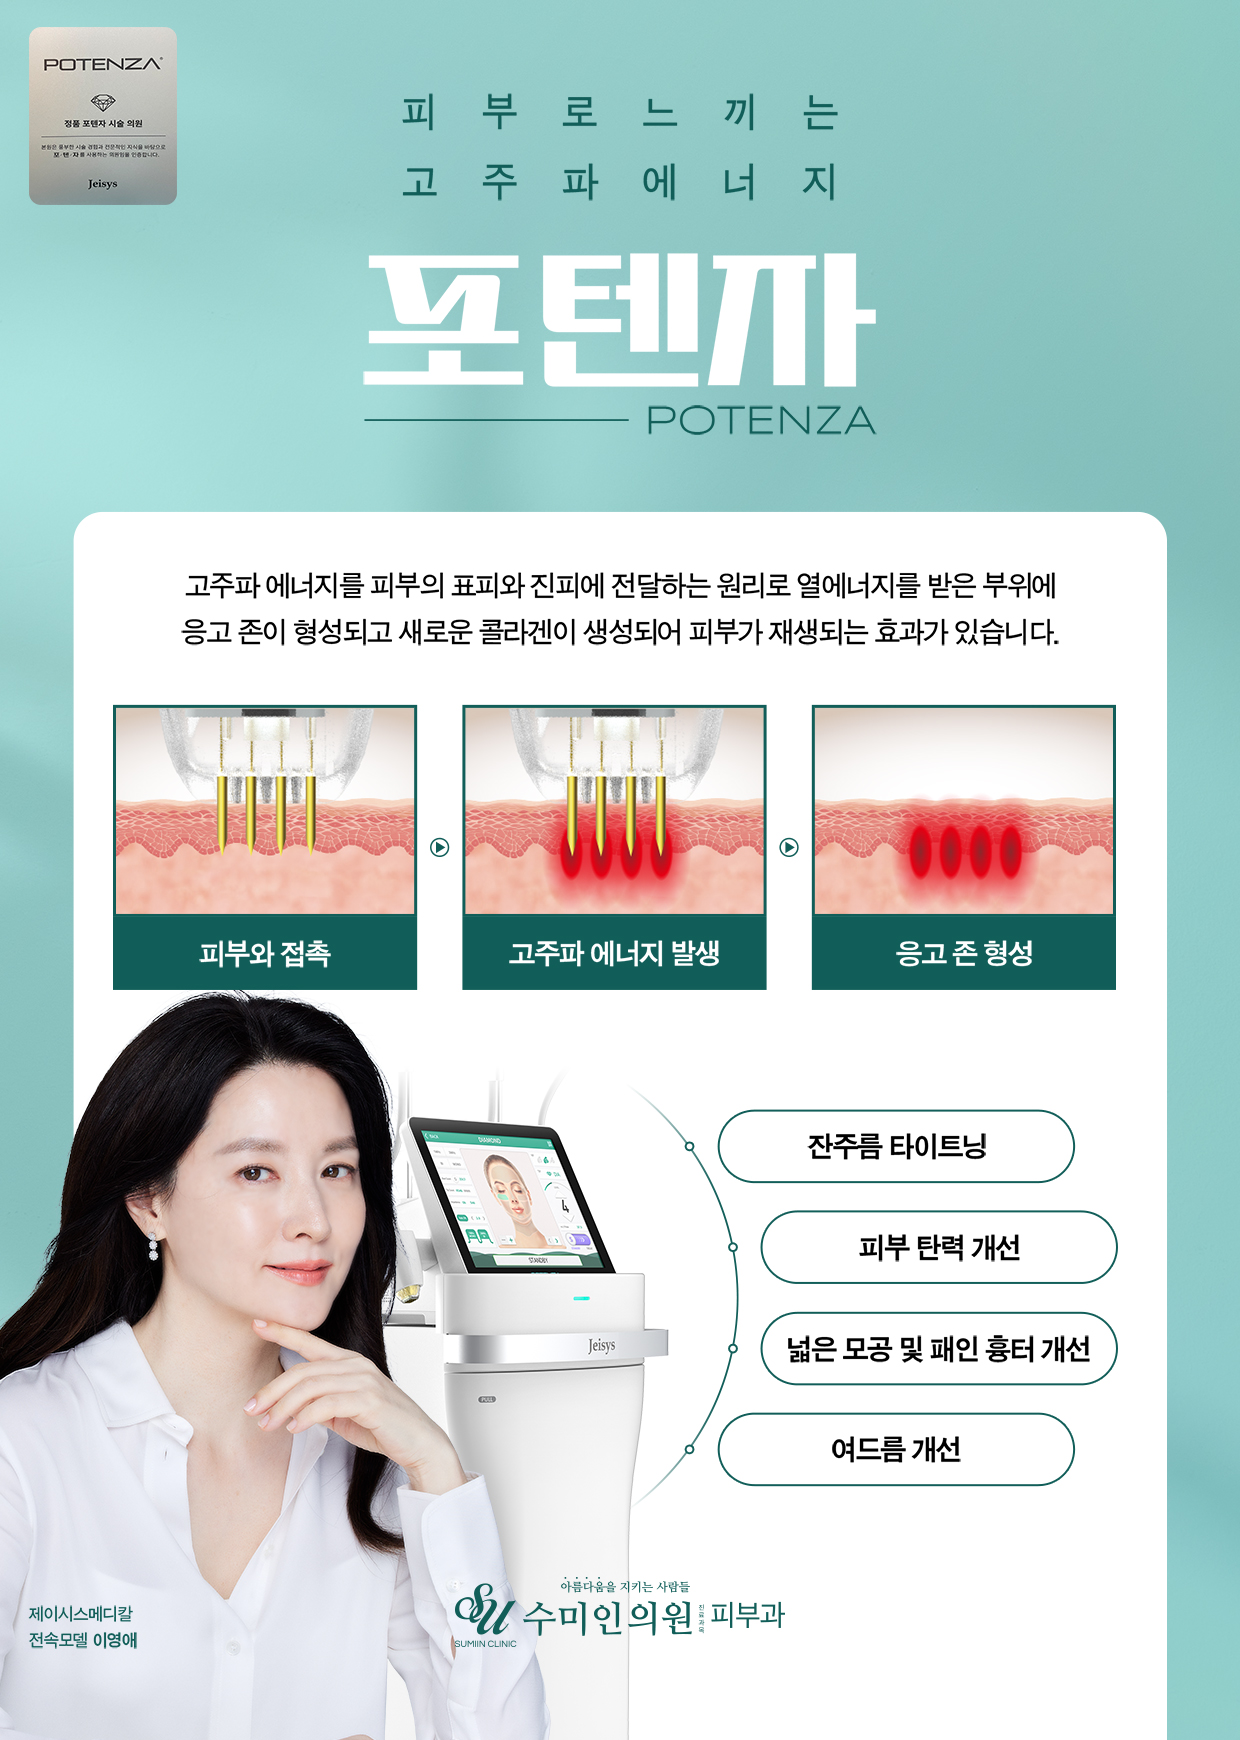 POTENZA
정품 포텐자 시술 의원
본원은 풍부한 시술 경험과 전문적인 지식을 바탕으로
포·텐·자를 사용하는 의원임을 인증합니다.
Jeisys
피부로느끼는
고주파에너지
포텐자
POTENZA
고주파 에너지를 피부의 표피와 진피에 전달하는 원리로 열에너지를 받은 부위에
응고 존이 형성되고 새로운 콜라겐이 생성되어 피부가 재생되는 효과가 있습니다.
피부와 접촉
고주파 에너지 발생
응고 존 형성
BACK
DIAMOND
4
STANDBY
Jeisys
PULL
잔주름 타이트닝
피부 탄력 개선
넓은 모공 및 패인 흉터 개선
여드름 개선
제이시스메디칼
전속모델 이영애
아름다움을 지키는 사람들
SU 수미인의원 진료과목 피부과
SUMIIN CLINIC